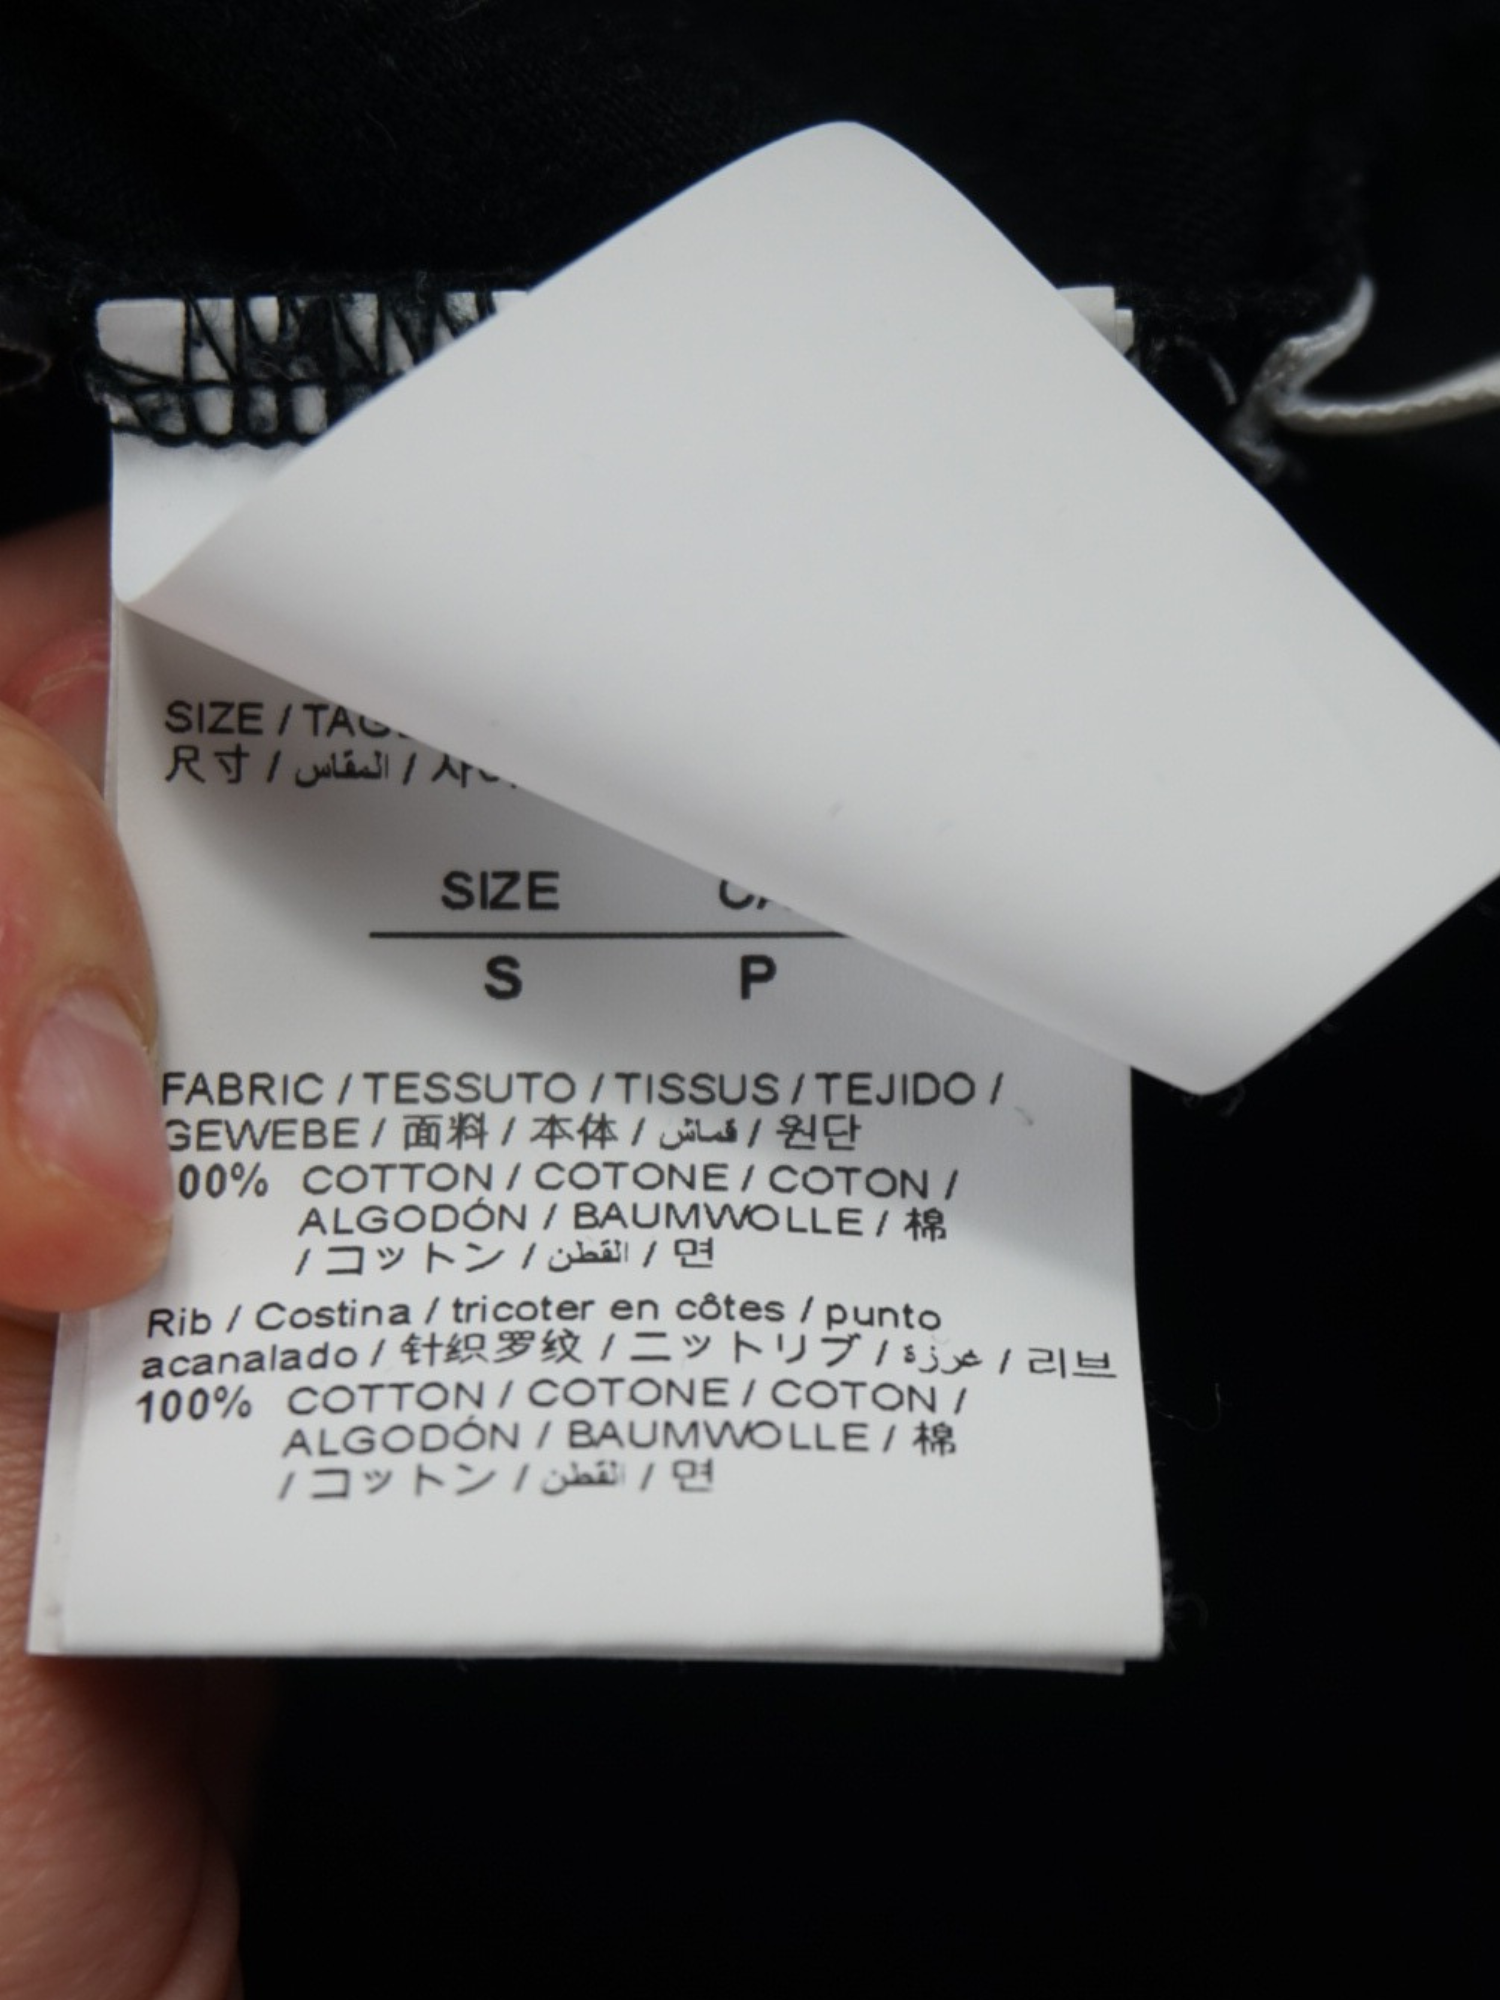 SIZE /
尺寸 / المقاس /
SIZE
S P
FABRIC / TESSUTO / TISSUS / TEJIDO /
GEWEBE / 面料 / 本体 / قماش / 원단
00% COTTON / COTONE / COTON /
ALGODÓN / BAUMWOLLE / 棉
/ コットン / القطن / 면
Rib / Costina / tricoter en côtes / punto
acanalado / 针织罗纹 / ニットリブ / غرزة / 리브
100% COTTON / COTONE / COTON /
ALGODÓN / BAUMWOLLE / 棉
/ コットン / القطن / 면